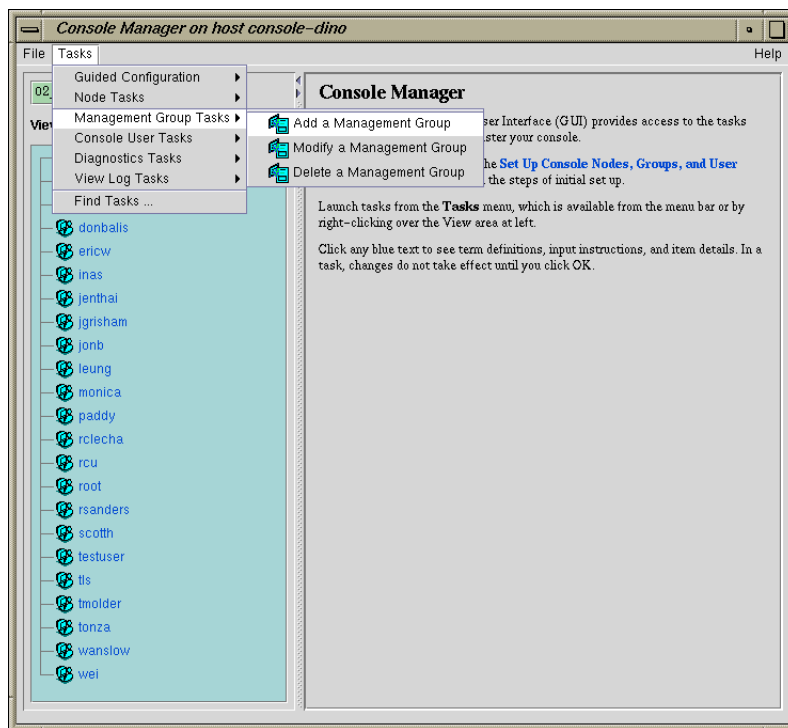 Console Manager on host console-dino
File Tasks Help
Guided Configuration
Node Tasks
Management Group Tasks
Console User Tasks
Diagnostics Tasks
View Log Tasks
Find Tasks ...
Add a Management Group
Modify a Management Group
Delete a Management Group
02
donbalis
ericw
inas
jenthai
jgrisham
jonb
leung
monica
paddy
rclecha
rcu
root
rsanders
scotth
testuser
tls
tmolder
tonza
wanslow
wei
Console Manager
Interface (GUI) provides access to the tasks
your console.
Set Up Console Nodes, Groups, and User
the steps of initial set up.
Launch tasks from the Tasks menu, which is available from the menu bar or by
right-clicking over the View area at left.
Click any blue text to see term definitions, input instructions, and item details. In a
task, changes do not take effect until you click OK.